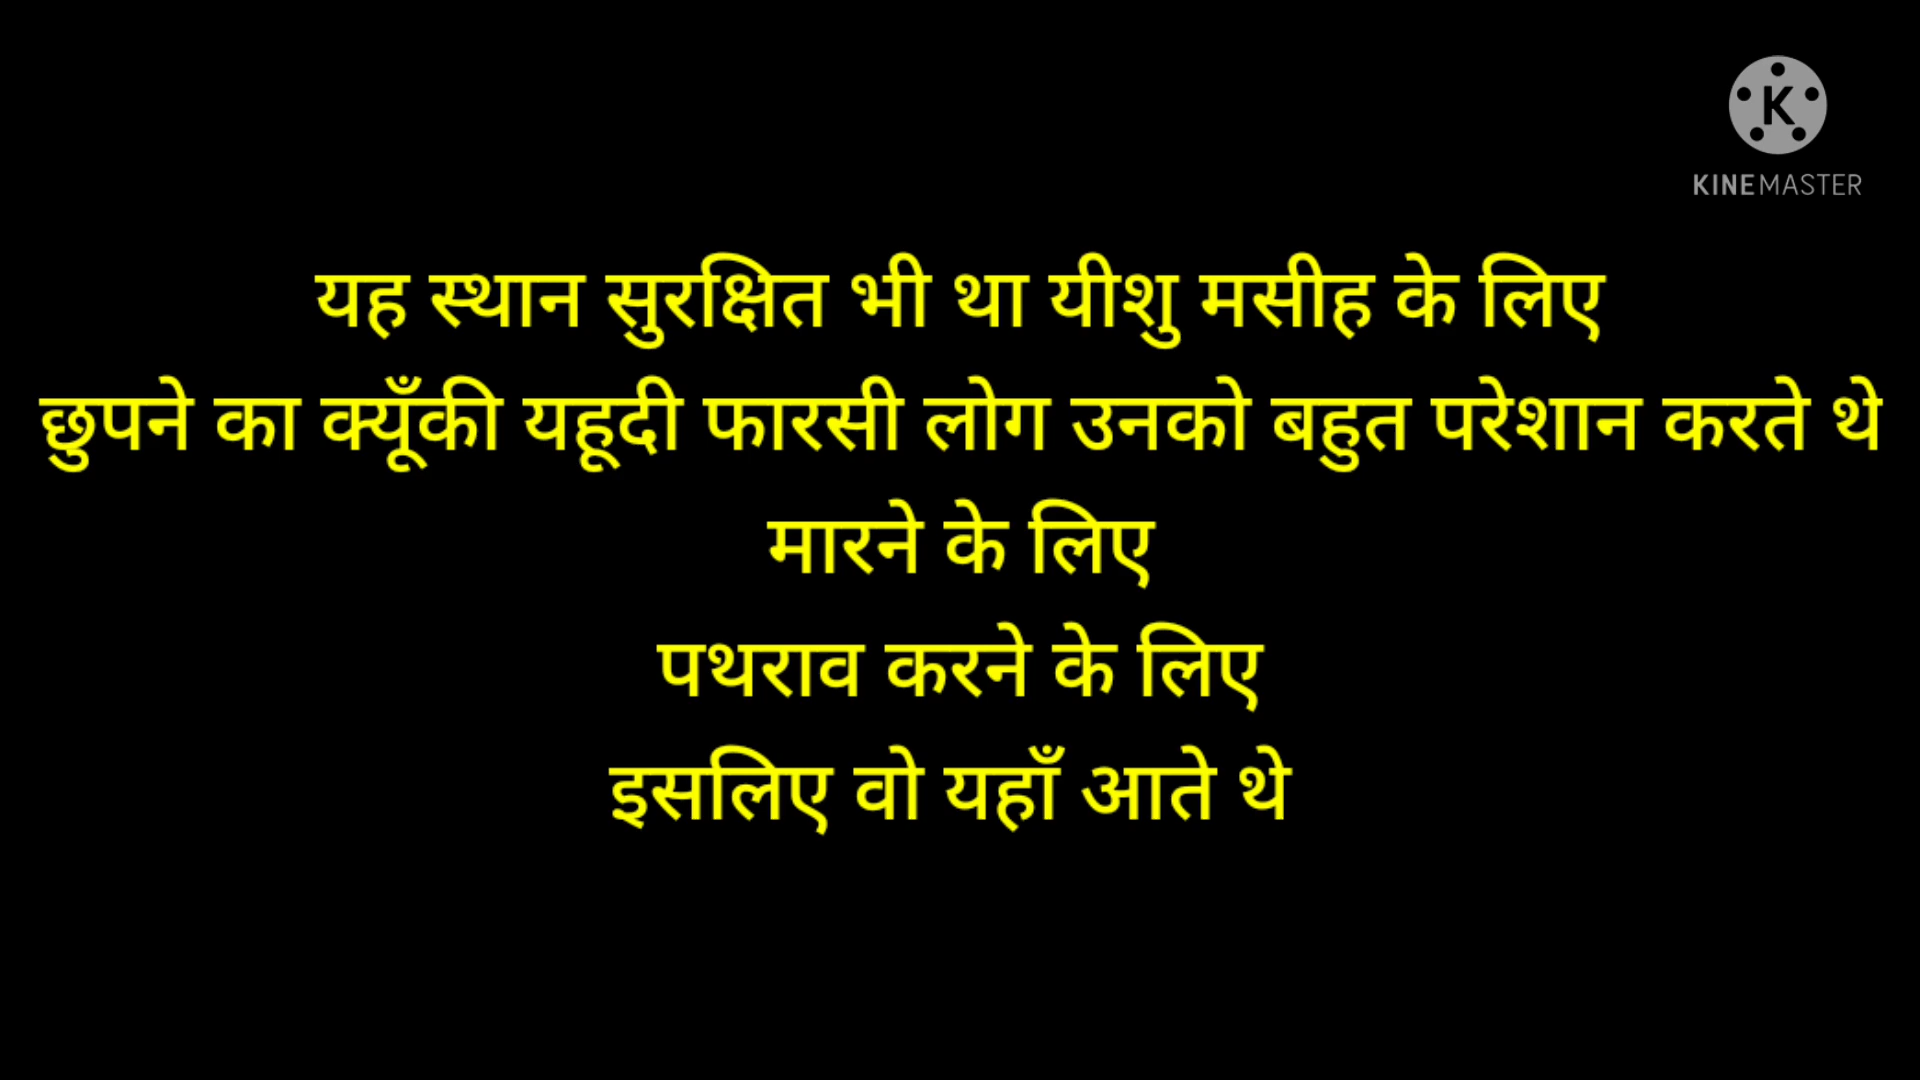 KINEMASTER
यह स्थान सुरक्षित भी था यीशु मसीह के लिए
छुपने का क्यूँकी यहूदी फारसी लोग उनको बहुत परेशान करते थे
मारने के लिए
पथराव करने के लिए
इसलिए वो यहाँ आते थे